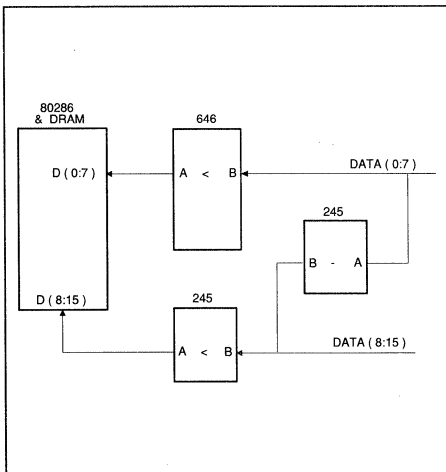 80286
& DRAM
646
D ( 0:7 )
A < B
DATA ( 0:7 )
245
B - A
D ( 8:15 )
245
A < B
DATA ( 8:15 )